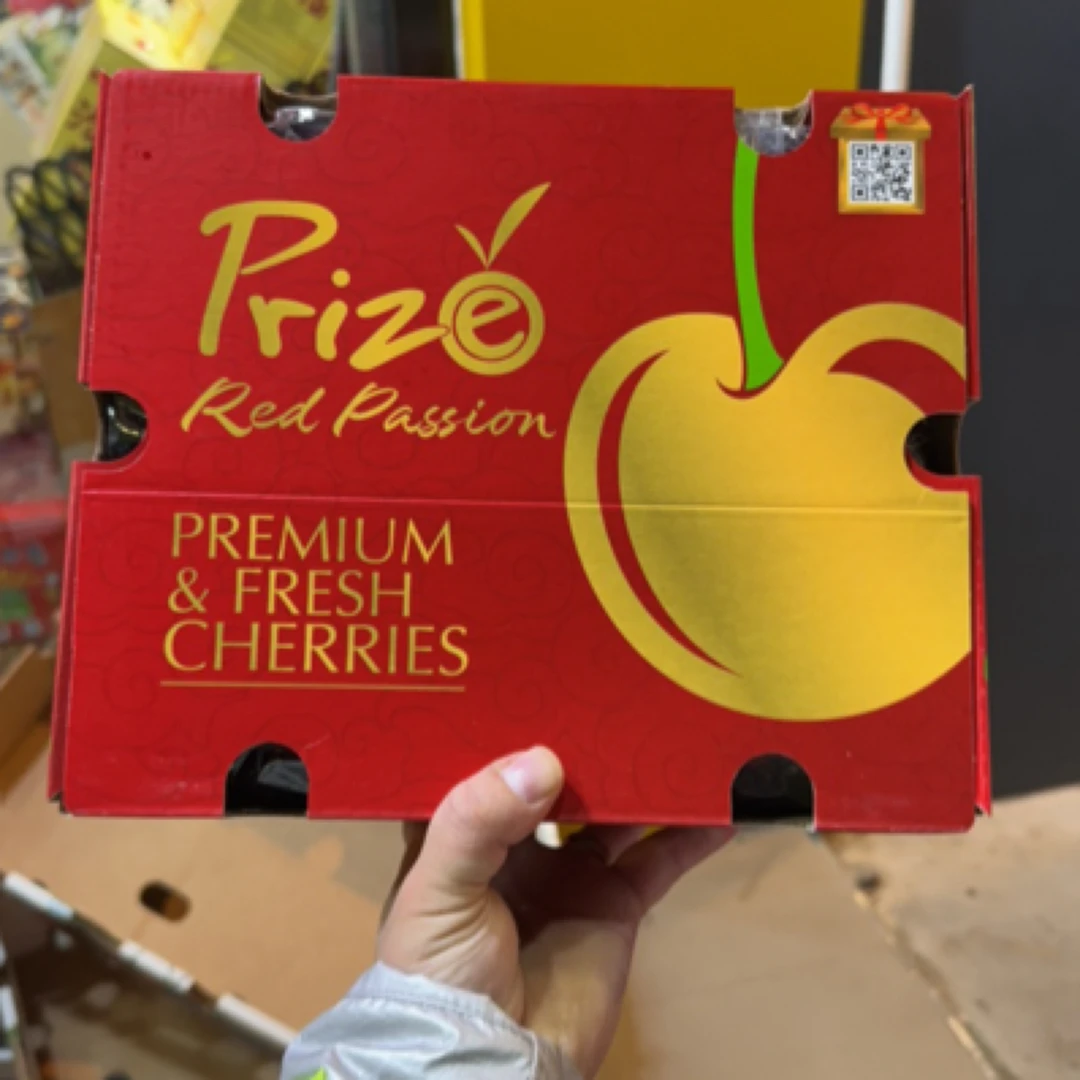 Prize
Red Passion
PREMIUM
& FRESH
CHERRIES